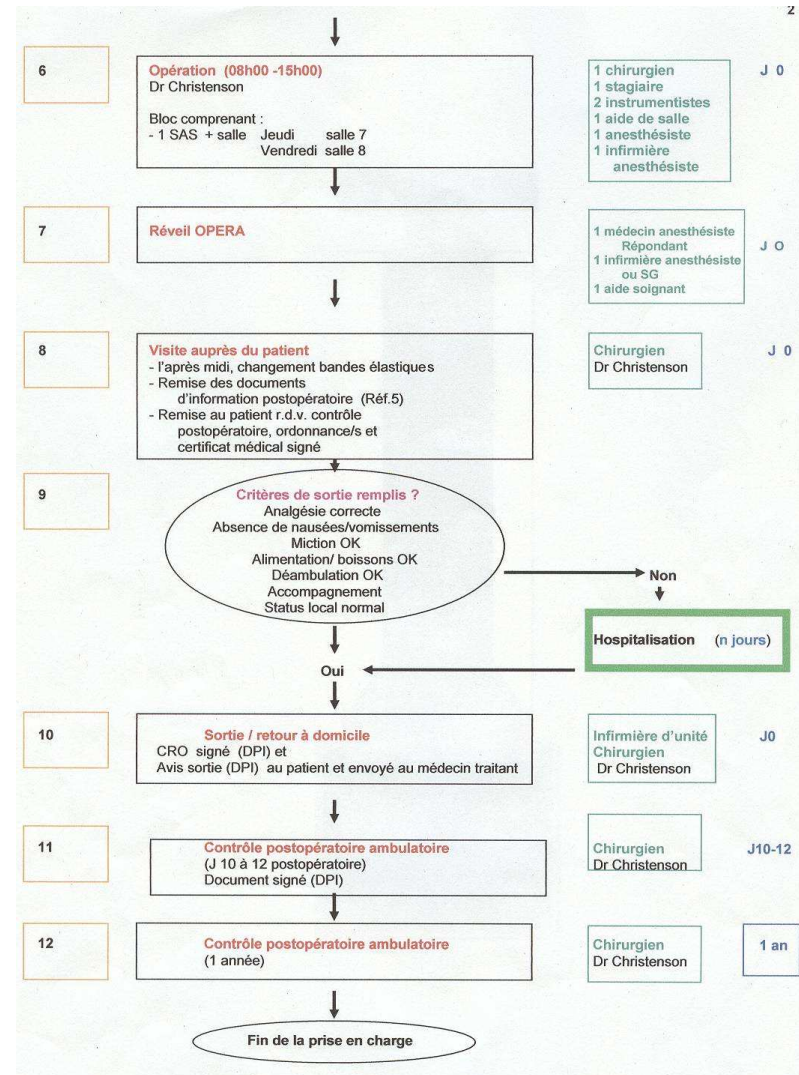 2
6
Opération (08h00 -15h00)
Dr Christenson
Bloc comprenant :
- 1 SAS + salle Jeudi salle 7
Vendredi salle 8
1 chirurgien
1 stagiaire
2 instrumentistes
1 aide de salle
1 anesthésiste
1 infirmière
anesthésiste
J 0
7
Réveil OPERA
1 médecin anesthésiste
Répondant
1 infirmière anesthésiste
ou SG
1 aide soignant
J O
8
Visite auprès du patient
- l'après midi, changement bandes élastiques
- Remise des documents
d'information postopératoire (Réf.5)
- Remise au patient r.d.v. contrôle
postopératoire, ordonnance/s et
certificat médical signé
Chirurgien
Dr Christenson
J 0
9
Critères de sortie remplis ?
Analgésie correcte
Absence de nausées/vomissements
Miction OK
Alimentation/ boissons OK
Déambulation OK
Accompagnement
Status local normal
Non
Hospitalisation (n jours)
Oui
10
Sortie / retour à domicile
CRO signé (DPI) et
Avis sortie (DPI) au patient et envoyé au médecin traitant
Infirmière d'unité
Chirurgien
Dr Christenson
J0
11
Contrôle postopératoire ambulatoire
(J 10 à 12 postopératoire)
Document signé (DPI)
Chirurgien
Dr Christenson
J10-12
12
Contrôle postopératoire ambulatoire
(1 année)
Chirurgien
Dr Christenson
1 an
Fin de la prise en charge